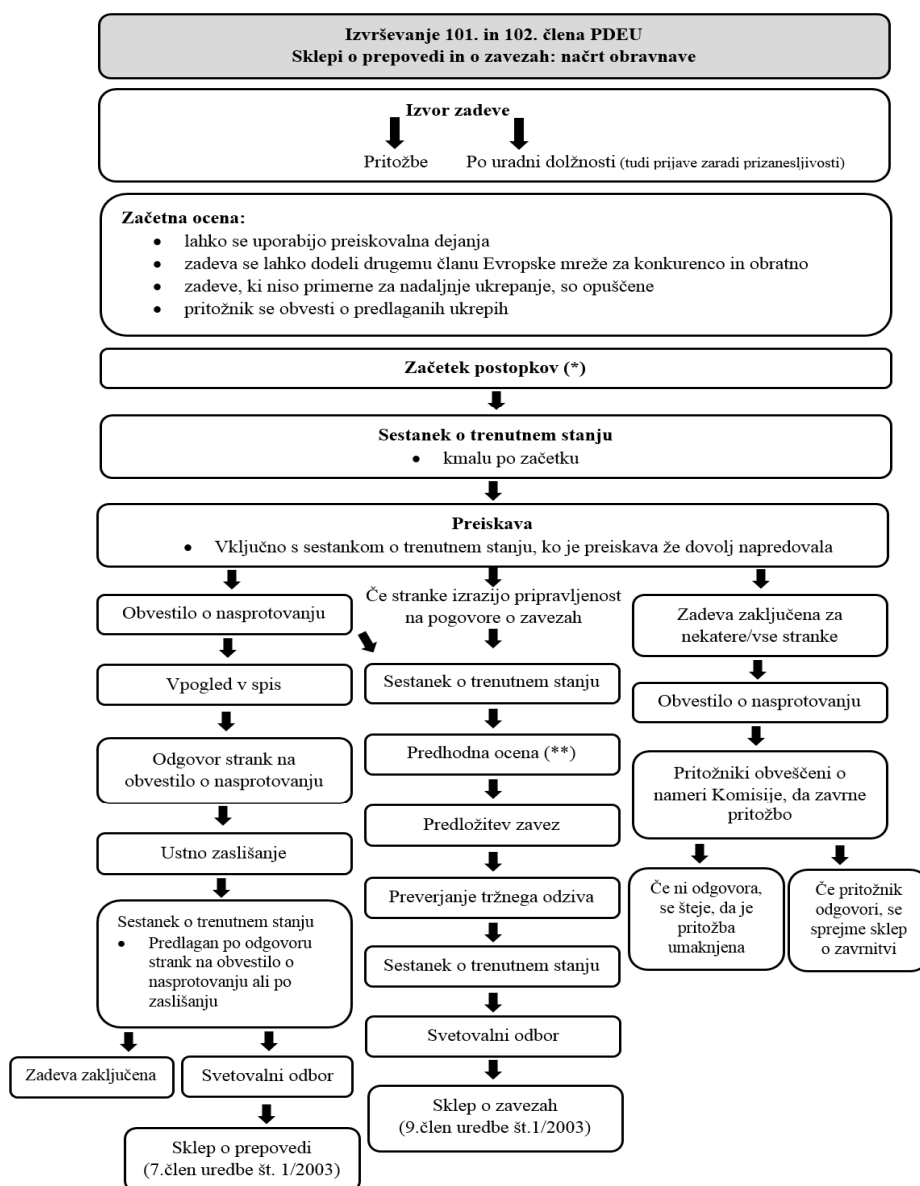 Izvrševanje 101. in 102. člena PDEU
Sklepi o prepovedi in o zavezah: načrt obravnave
Izvor zadeve
Pritožbe
Po uradni dolžnosti (tudi prijave zaradi prizanesljivosti)
Začetna ocena:
• lahko se uporabijo preiskovalna dejanja
• zadeva se lahko dodeli drugemu članu Evropske mreže za konkurenco in obratno
• zadeve, ki niso primerne za nadaljnje ukrepanje, so opuščene
• pritožnik se obvesti o predlaganih ukrepih
Začetek postopkov (*)
Sestanek o trenutnem stanju
• kmalu po začetku
Preiskava
• Vključno s sestankom o trenutnem stanju, ko je preiskava že dovolj napredovala
Obvestilo o nasprotovanju
Vpogled v spis
Odgovor strank na
obvestilo o nasprotovanju
Ustno zaslišanje
Sestanek o trenutnem stanju
• Predlagan po odgovoru
strank na obvestilo o
nasprotovanju ali po
zaslišanju
Zadeva zaključena
Svetovalni odbor
Sklep o prepovedi
(7.člen uredbe št. 1/2003)
Če stranke izrazijo pripravljenost
na pogovore o zavezah
Sestanek o trenutnem stanju
Predhodna ocena (**)
Predložitev zavez
Preverjanje tržnega odziva
Sestanek o trenutnem stanju
Svetovalni odbor
Sklep o zavezah
(9.člen uredbe št.1/2003)
Zadeva zaključena za
nekatere/vse stranke
Obvestilo o nasprotovanju
Pritožniki obveščeni o
nameri Komisije, da zavrne
pritožbo
Če ni odgovora,
se šteje, da je
pritožba
umaknjena
Če pritožnik
odgovori, se
sprejme sklep
o zavrnitvi